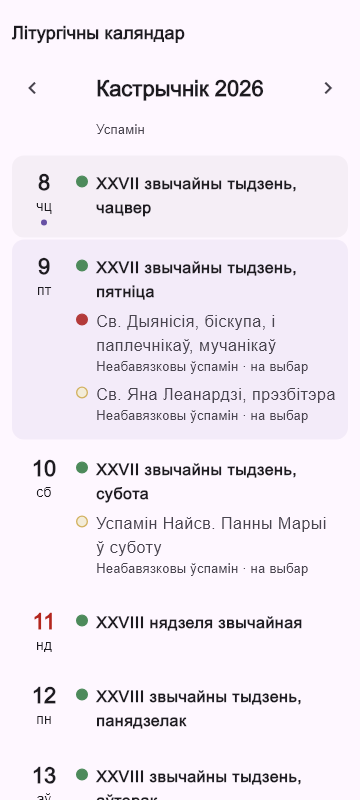 Літургічны каляндар
Кастрычнік 2026
Успамін
8
чц
XXVII звычайны тыдзень,
чацвер
9
пт
XXVII звычайны тыдзень,
пятніца
Св. Дыянісія, біскупа, і
паплечнікаў, мучанікаў
Неабавязковы ўспамін · на выбар
Св. Яна Леанардзі, прэзбітэра
Неабавязковы ўспамін · на выбар
10
сб
XXVII звычайны тыдзень,
субота
Успамін Найсв. Панны Марыі
ў суботу
Неабавязковы ўспамін · на выбар
11
нд
XXVIII нядзеля звычайная
12
пн
XXVIII звычайны тыдзень,
панядзелак
13
аў
XXVIII звычайны тыдзень,
аўторак